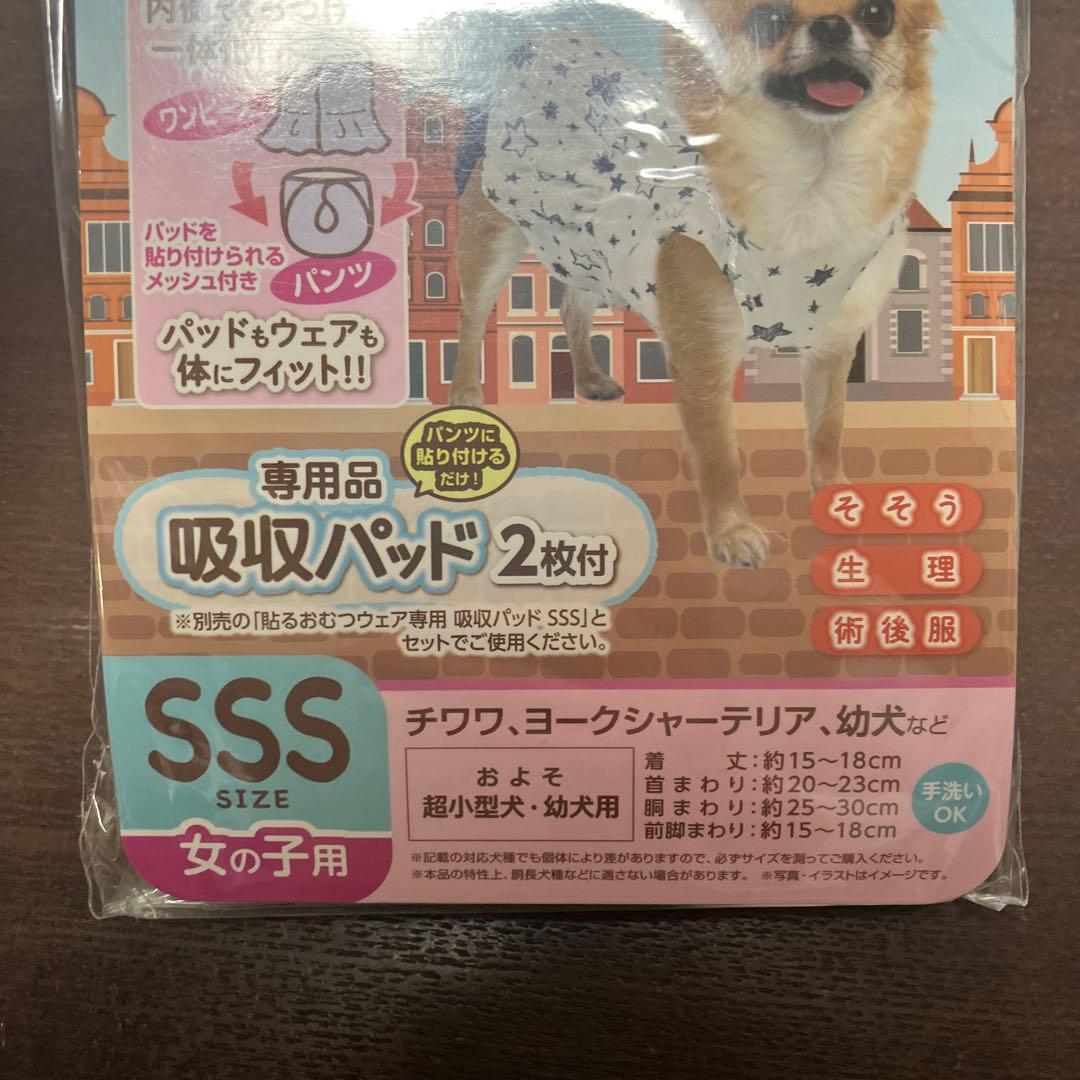 内側
一体化
ワンピー
パッドを
貼り付けられる
メッシュ付き
パンツ
パッドもウェアも
体にフィット!!
パンツに
貼り付ける
だけ!
専用品
吸収パッド 2枚付
※別売の「貼るおむつウェア専用 吸収パッド SSS」と
セットでご使用ください。
そそう
生理
術後服
SSS
SIZE
女の子用
チワワ、ヨークシャーテリア、幼犬など
およそ
超小型犬・幼犬用
着丈:約15〜18cm
首まわり:約20〜23cm
胴まわり:約25〜30cm
前脚まわり:約15〜18cm
手洗い
OK
※記載の対応犬種でも個体により差がありますので、必ずサイズを測ってご購入ください。
※本品の特性上、胴長犬種などに適さない場合があります。 ※写真・イラストはイメージです。